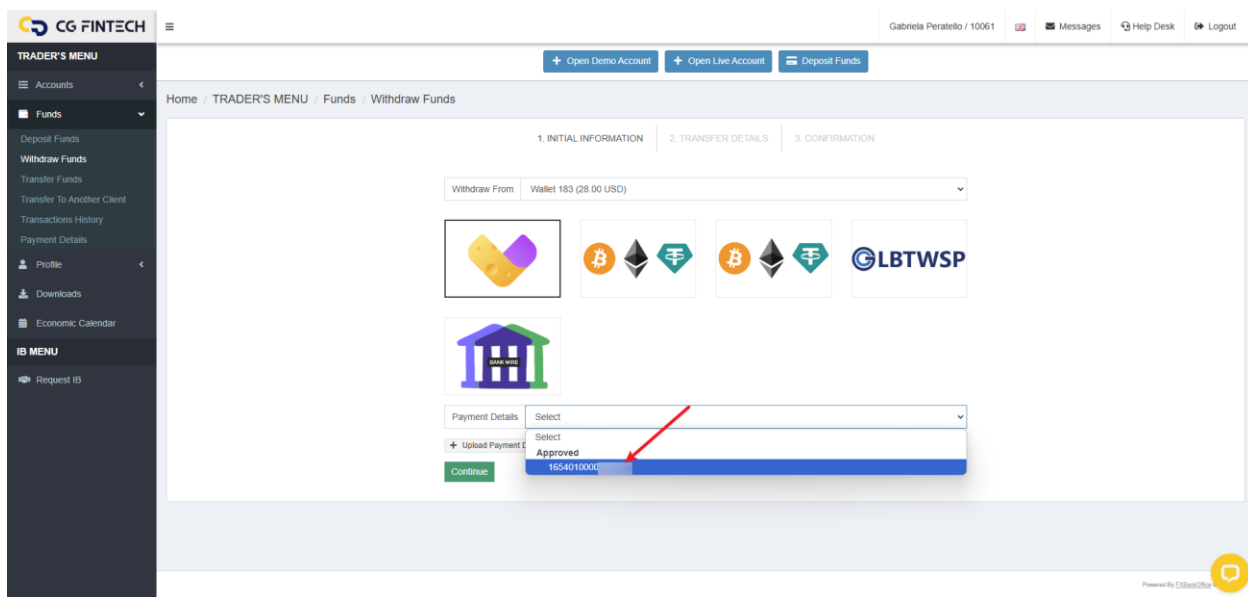 CG FINTECH
Gabriela Peratello / 10061
Messages
Help Desk
Logout
TRADER'S MENU
Accounts
Funds
Deposit Funds
Withdraw Funds
Transfer Funds
Transfer To Another Client
Transactions History
Payment Details
Profile
Downloads
Economic Calendar
IB MENU
Request IB
+ Open Demo Account
+ Open Live Account
Deposit Funds
Home / TRADER'S MENU / Funds / Withdraw Funds
1. INITIAL INFORMATION
2. TRANSFER DETAILS
3. CONFIRMATION
Withdraw From
Wallet 183 (28.00 USD)
GLBTWSP
BANK WIRE
Payment Details
Select
Select
Approved
1654010000
+ Upload Payment
Continue
Powered By FXBackOffice